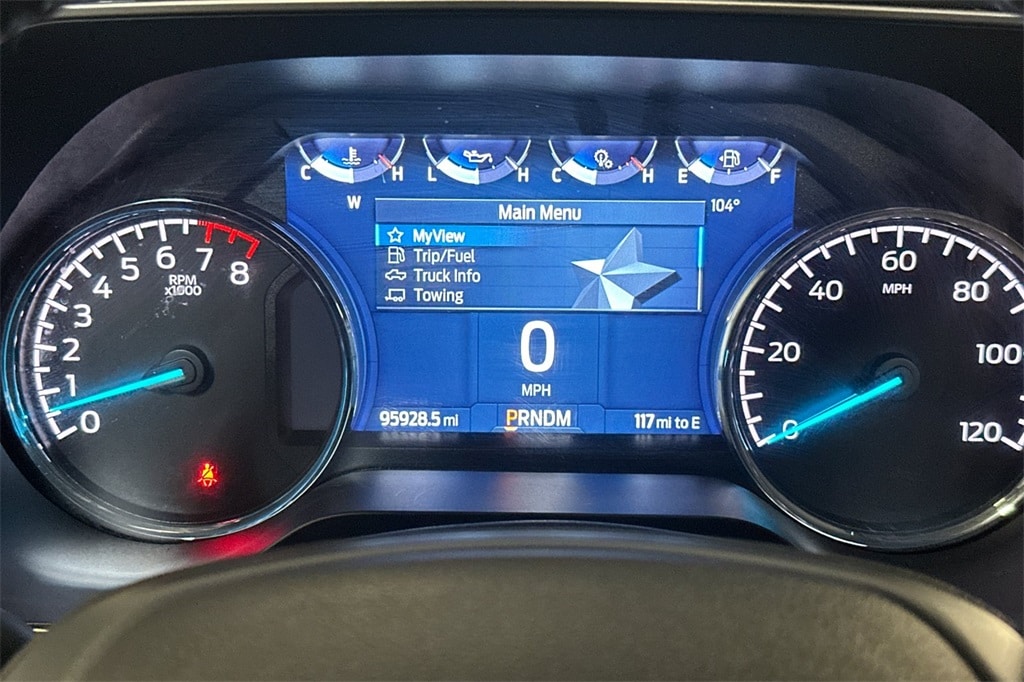 C H L H C H E F
W 104°
Main Menu
MyView
Trip/Fuel
Truck Info
Towing
0
MPH
95928.5 mi PRNDM 117 mi to E
0 1 2 3 4 5 6 7 8
RPM
x1000
0 20 40 60 80 100 120
MPH